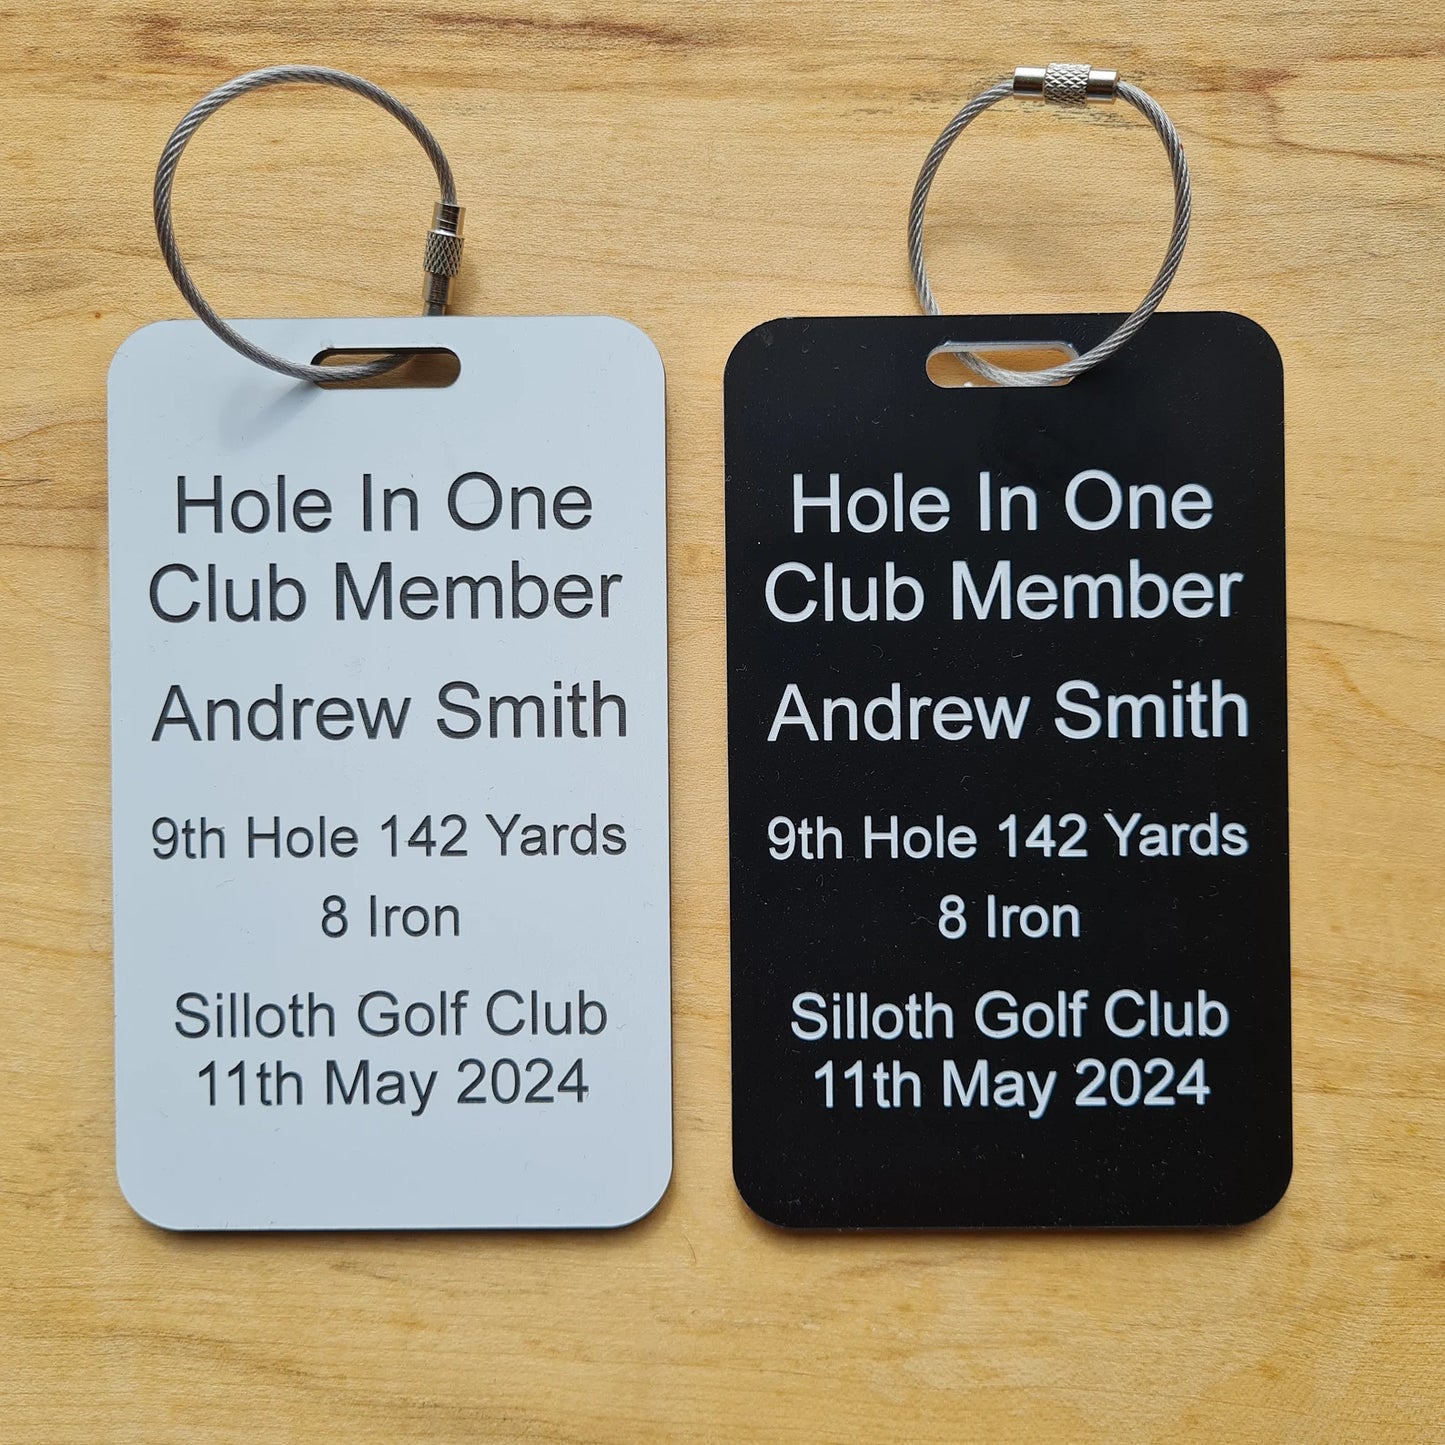 Hole In One
Club Member
Andrew Smith
9th Hole 142 Yards
8 Iron
Silloth Golf Club
11th May 2024
Hole In One
Club Member
Andrew Smith
9th Hole 142 Yards
8 Iron
Silloth Golf Club
11th May 2024